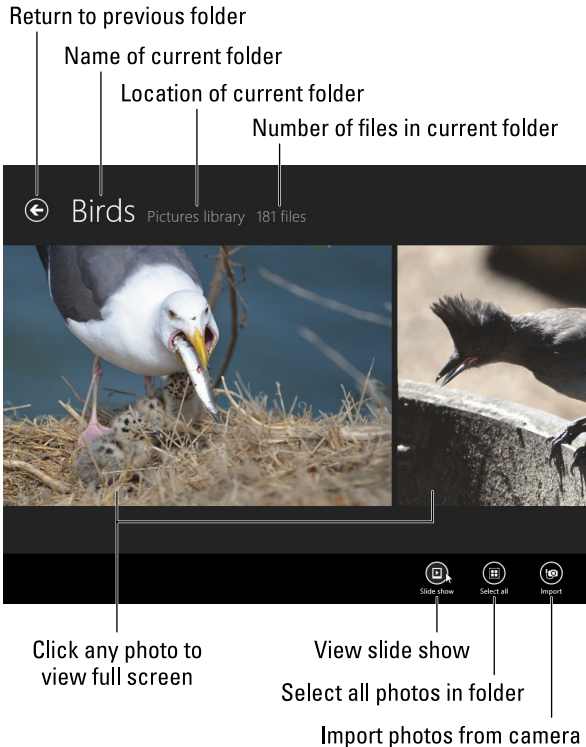 Return to previous folder
Name of current folder
Location of current folder
Number of files in current folder
Birds Pictures library 181 files
Slide show Select all Import
Click any photo to
view full screen
View slide show
Select all photos in folder
Import photos from camera